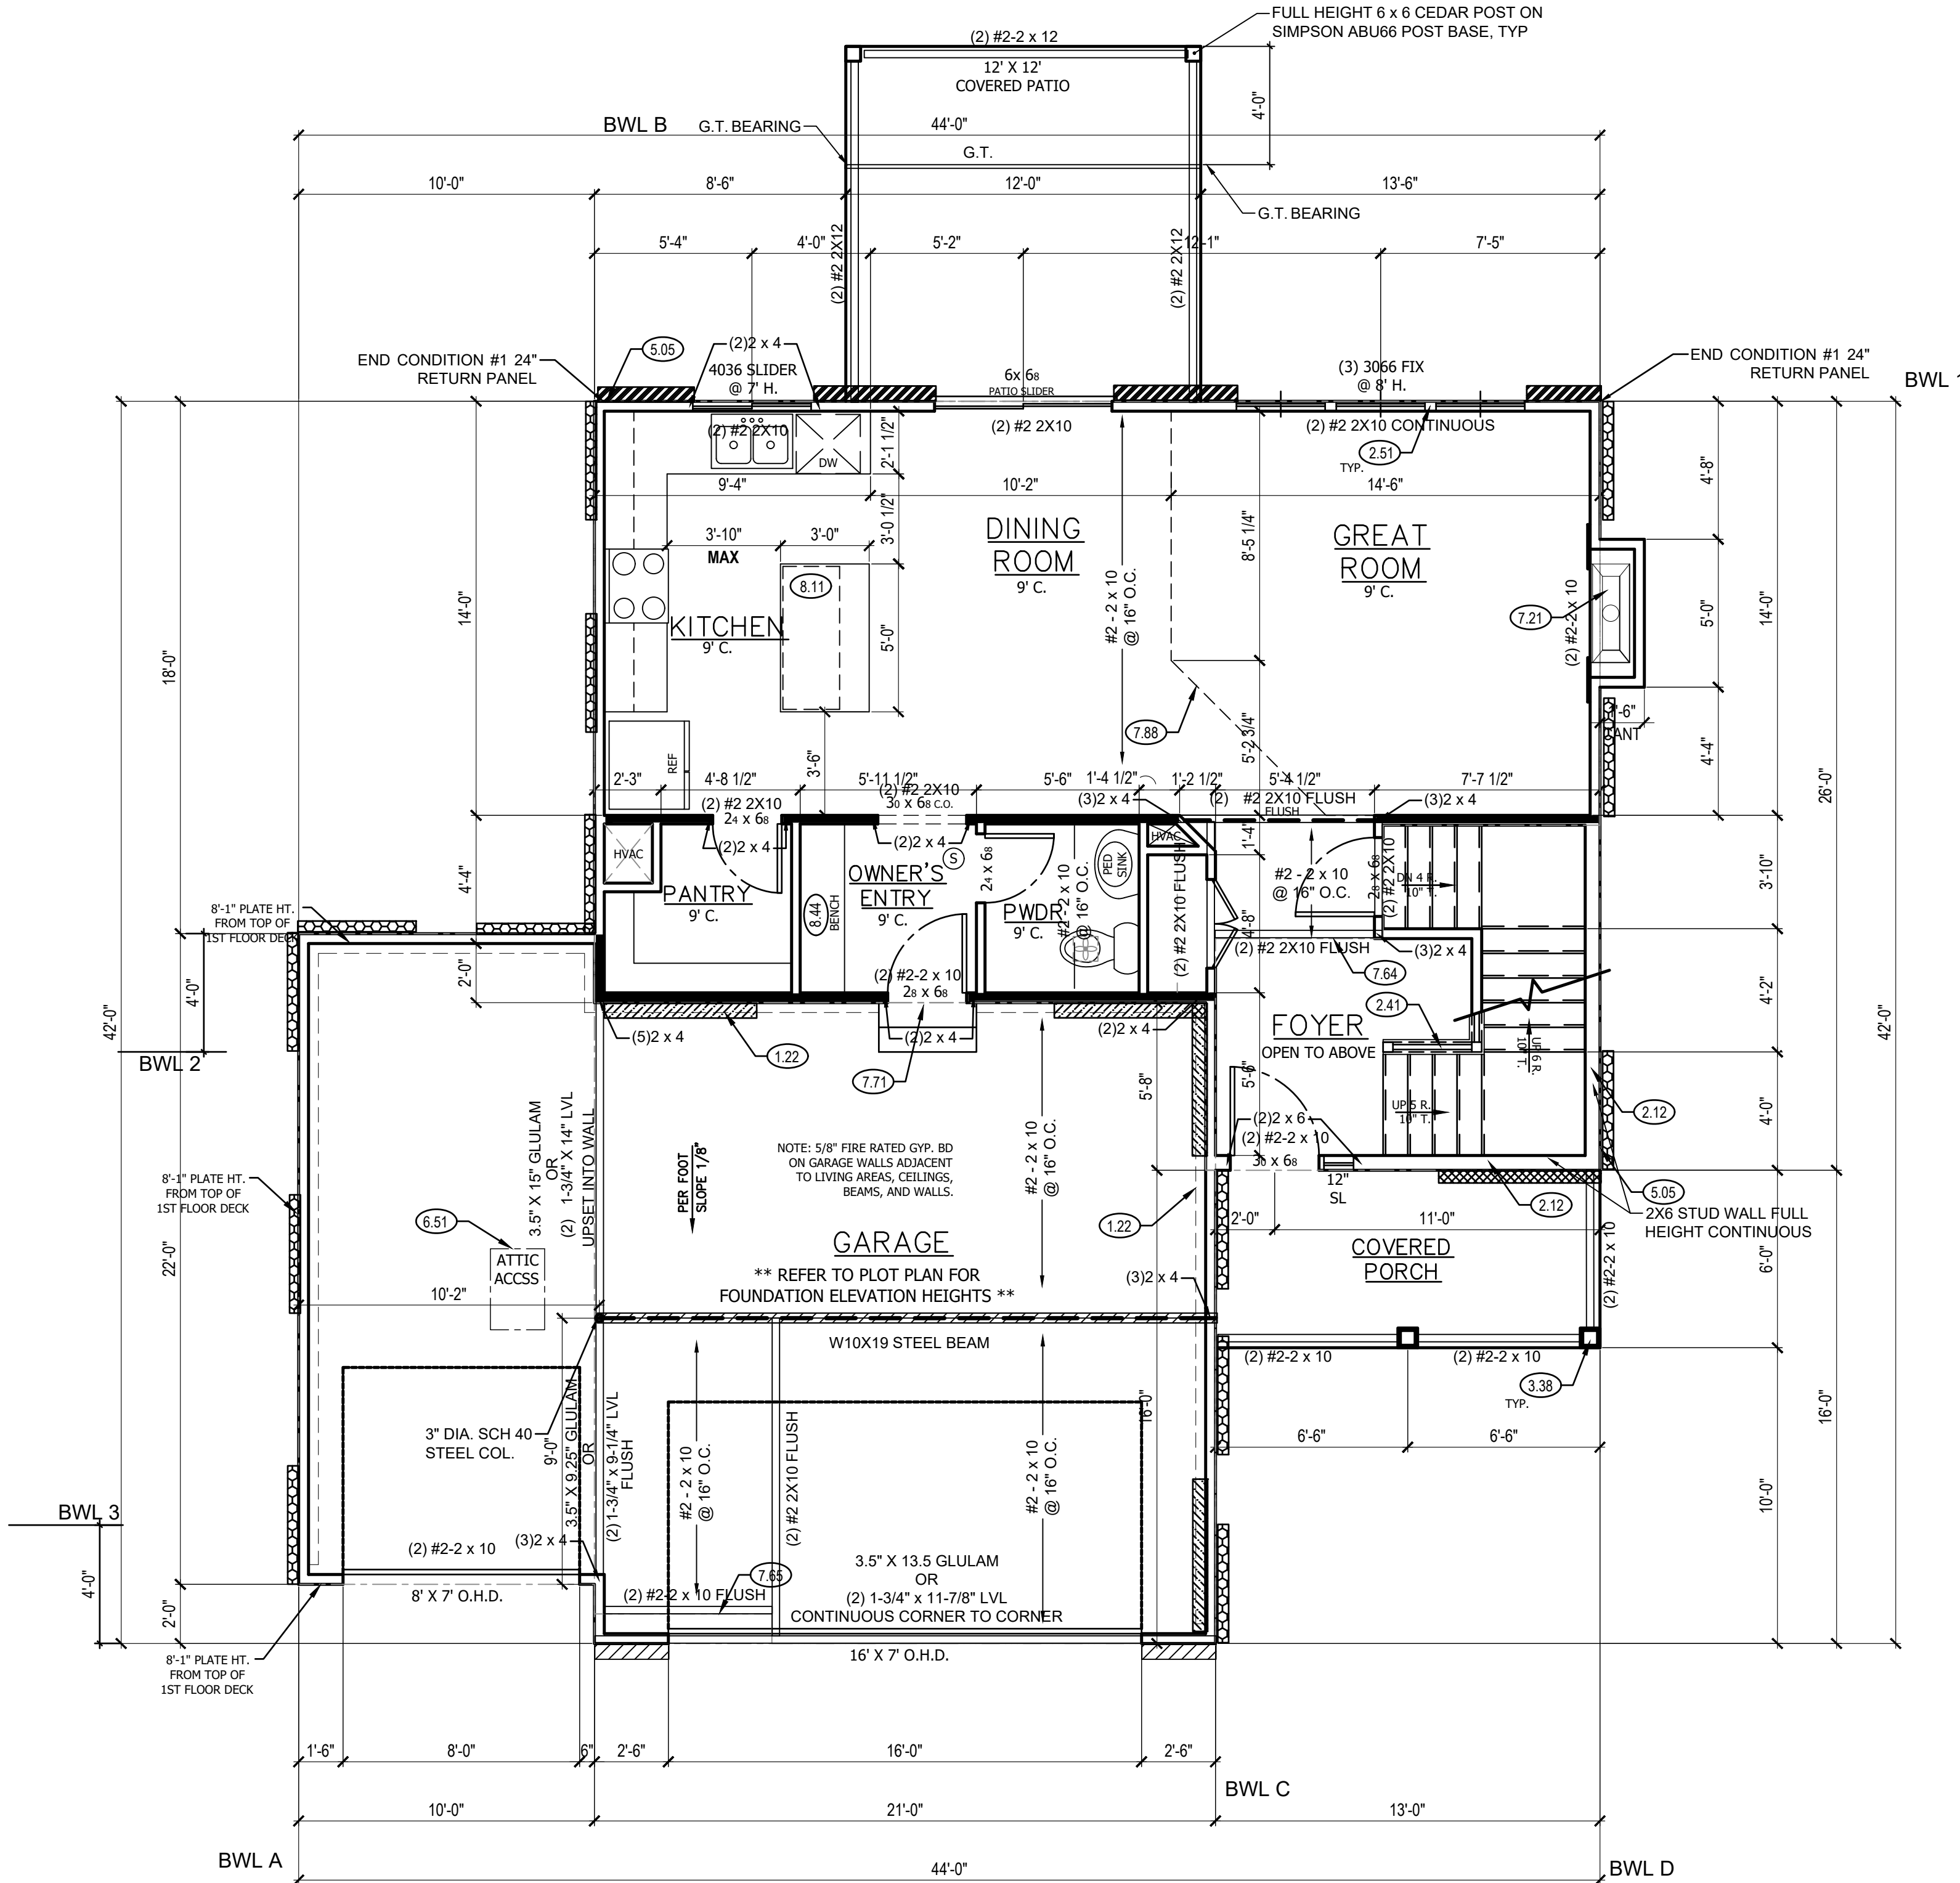 FULL HEIGHT 6 x 6 CEDAR POST ON
SIMPSON ABU66 POST BASE, TYP
(2) #2-2 x 12
12' X 12'
COVERED PATIO
4'-0"
BWL B
G.T. BEARING
44'-0"
G.T.
10'-0"
8'-6"
12'-0"
13'-6"
G.T. BEARING
5'-4"
4'-0"
5'-2"
12'-1"
7'-5"
(2) #2 2X12
(2) #2 2X12
5.05
(2)2 x 4
END CONDITION #1 24"
RETURN PANEL
4036 SLIDER
@ 7' H.
6x 68
PATIO SLIDER
(3) 3066 FIX
@ 8' H.
END CONDITION #1 24"
RETURN PANEL
BWL 1
(2) #2 2X10
(2) #2 2X10
(2) #2 2X10 CONTINUOUS
2.51
TYP.
DW
2'-1 1/2"
9'-4"
10'-2"
14'-6"
4'-8"
3'-0 1/2"
8'-5 1/4"
3'-10"
MAX
3'-0"
DINING
ROOM
9' C.
GREAT
ROOM
9' C.
8.11
#2 - 2 x 10
@ 16" O.C.
KITCHEN
9' C.
5'-0"
7.21
(2) #2-2 x 10
5'-0"
14'-0"
14'-0"
18'-0"
26'-0"
7.88
5'-2 3/4"
1'-6"
4'-4"
REF
3'-6"
2'-3"
4'-8 1/2"
5'-11 1/2"
5'-6"
1'-4 1/2"
1'-2 1/2"
5'-4 1/2"
7'-7 1/2"
(2) #2 2X10
24 x 68
(2) #2 2X10
30 x 68 C.O.
(3)2 x 4
(2) #2 2X10 FLUSH
FLUSH
(3)2 x 4
(2)2 x 4
(2)2 x 4
HVAC
HVAC
1'-4"
S
PANTRY
9' C.
OWNER'S
ENTRY
9' C.
8.44
BENCH
24 x 68
PWDR
9' C.
#2 - 2 x 10
@ 16" O.C.
PED
SINK
(2) #2 2X10 FLUSH
#2 - 2 x 10
@ 16" O.C.
28 x 68
(2) #2 2X10
DN 4 R.
10" T.
3'-10"
4'-4"
4'-8"
8'-1" PLATE HT.
FROM TOP OF
1ST FLOOR DECK
(2) #2 2X10 FLUSH
(3)2 x 4
7.64
2.41
4'-2"
4'-0"
2'-0"
(2) #2-2 x 10
28 x 68
42'-0"
42'-0"
(5)2 x 4
(2)2 x 4
(2)2 x 4
FOYER
OPEN TO ABOVE
UP 6 R.
10" T.
BWL 2
1.22
7.71
5'-8"
5'-6"
UP 5 R.
10" T.
4'-0"
2.12
3.5" X 15" GLULAM
OR
(2) 1-3/4" X 14" LVL
UPSET INTO WALL
PER FOOT
SLOPE 1/8"
NOTE: 5/8" FIRE RATED GYP. BD
ON GARAGE WALLS ADJACENT
TO LIVING AREAS, CEILINGS,
BEAMS, AND WALLS.
#2 - 2 x 10
@ 16" O.C.
(2)2 x 6
(2) #2-2 x 10
30 x 68
12"
SL
2.12
5.05
2X6 STUD WALL FULL
HEIGHT CONTINUOUS
8'-1" PLATE HT.
FROM TOP OF
1ST FLOOR DECK
6.51
1.22
2'-0"
11'-0"
22'-0"
ATTIC
ACCSS
GARAGE
** REFER TO PLOT PLAN FOR
FOUNDATION ELEVATION HEIGHTS **
COVERED
PORCH
6'-0"
(2) #2-2 x 10
(3)2 x 4
10'-2"
W10X19 STEEL BEAM
(2) #2-2 x 10
(2) #2-2 x 10
3.38
TYP.
3" DIA. SCH 40
STEEL COL.
9'-0"
3.5" X 9.25" GLULAM
OR
(2) 1-3/4" x 9-1/4" LVL
FLUSH
#2 - 2 x 10
@ 16" O.C.
(2) #2 2X10 FLUSH
#2 - 2 x 10
@ 16" O.C.
16'-0"
16'-0"
6'-6"
6'-6"
10'-0"
BWL 3
(2) #2-2 x 10
(3)2 x 4
4'-0"
2'-0"
8' X 7' O.H.D.
7.65
(2) #2-2 x 10 FLUSH
3.5" X 13.5 GLULAM
OR
(2) 1-3/4" x 11-7/8" LVL
CONTINUOUS CORNER TO CORNER
16' X 7' O.H.D.
8'-1" PLATE HT.
FROM TOP OF
1ST FLOOR DECK
1'-6"
8'-0"
6"
2'-6"
16'-0"
2'-6"
BWL C
10'-0"
21'-0"
13'-0"
BWL A
44'-0"
BWL D